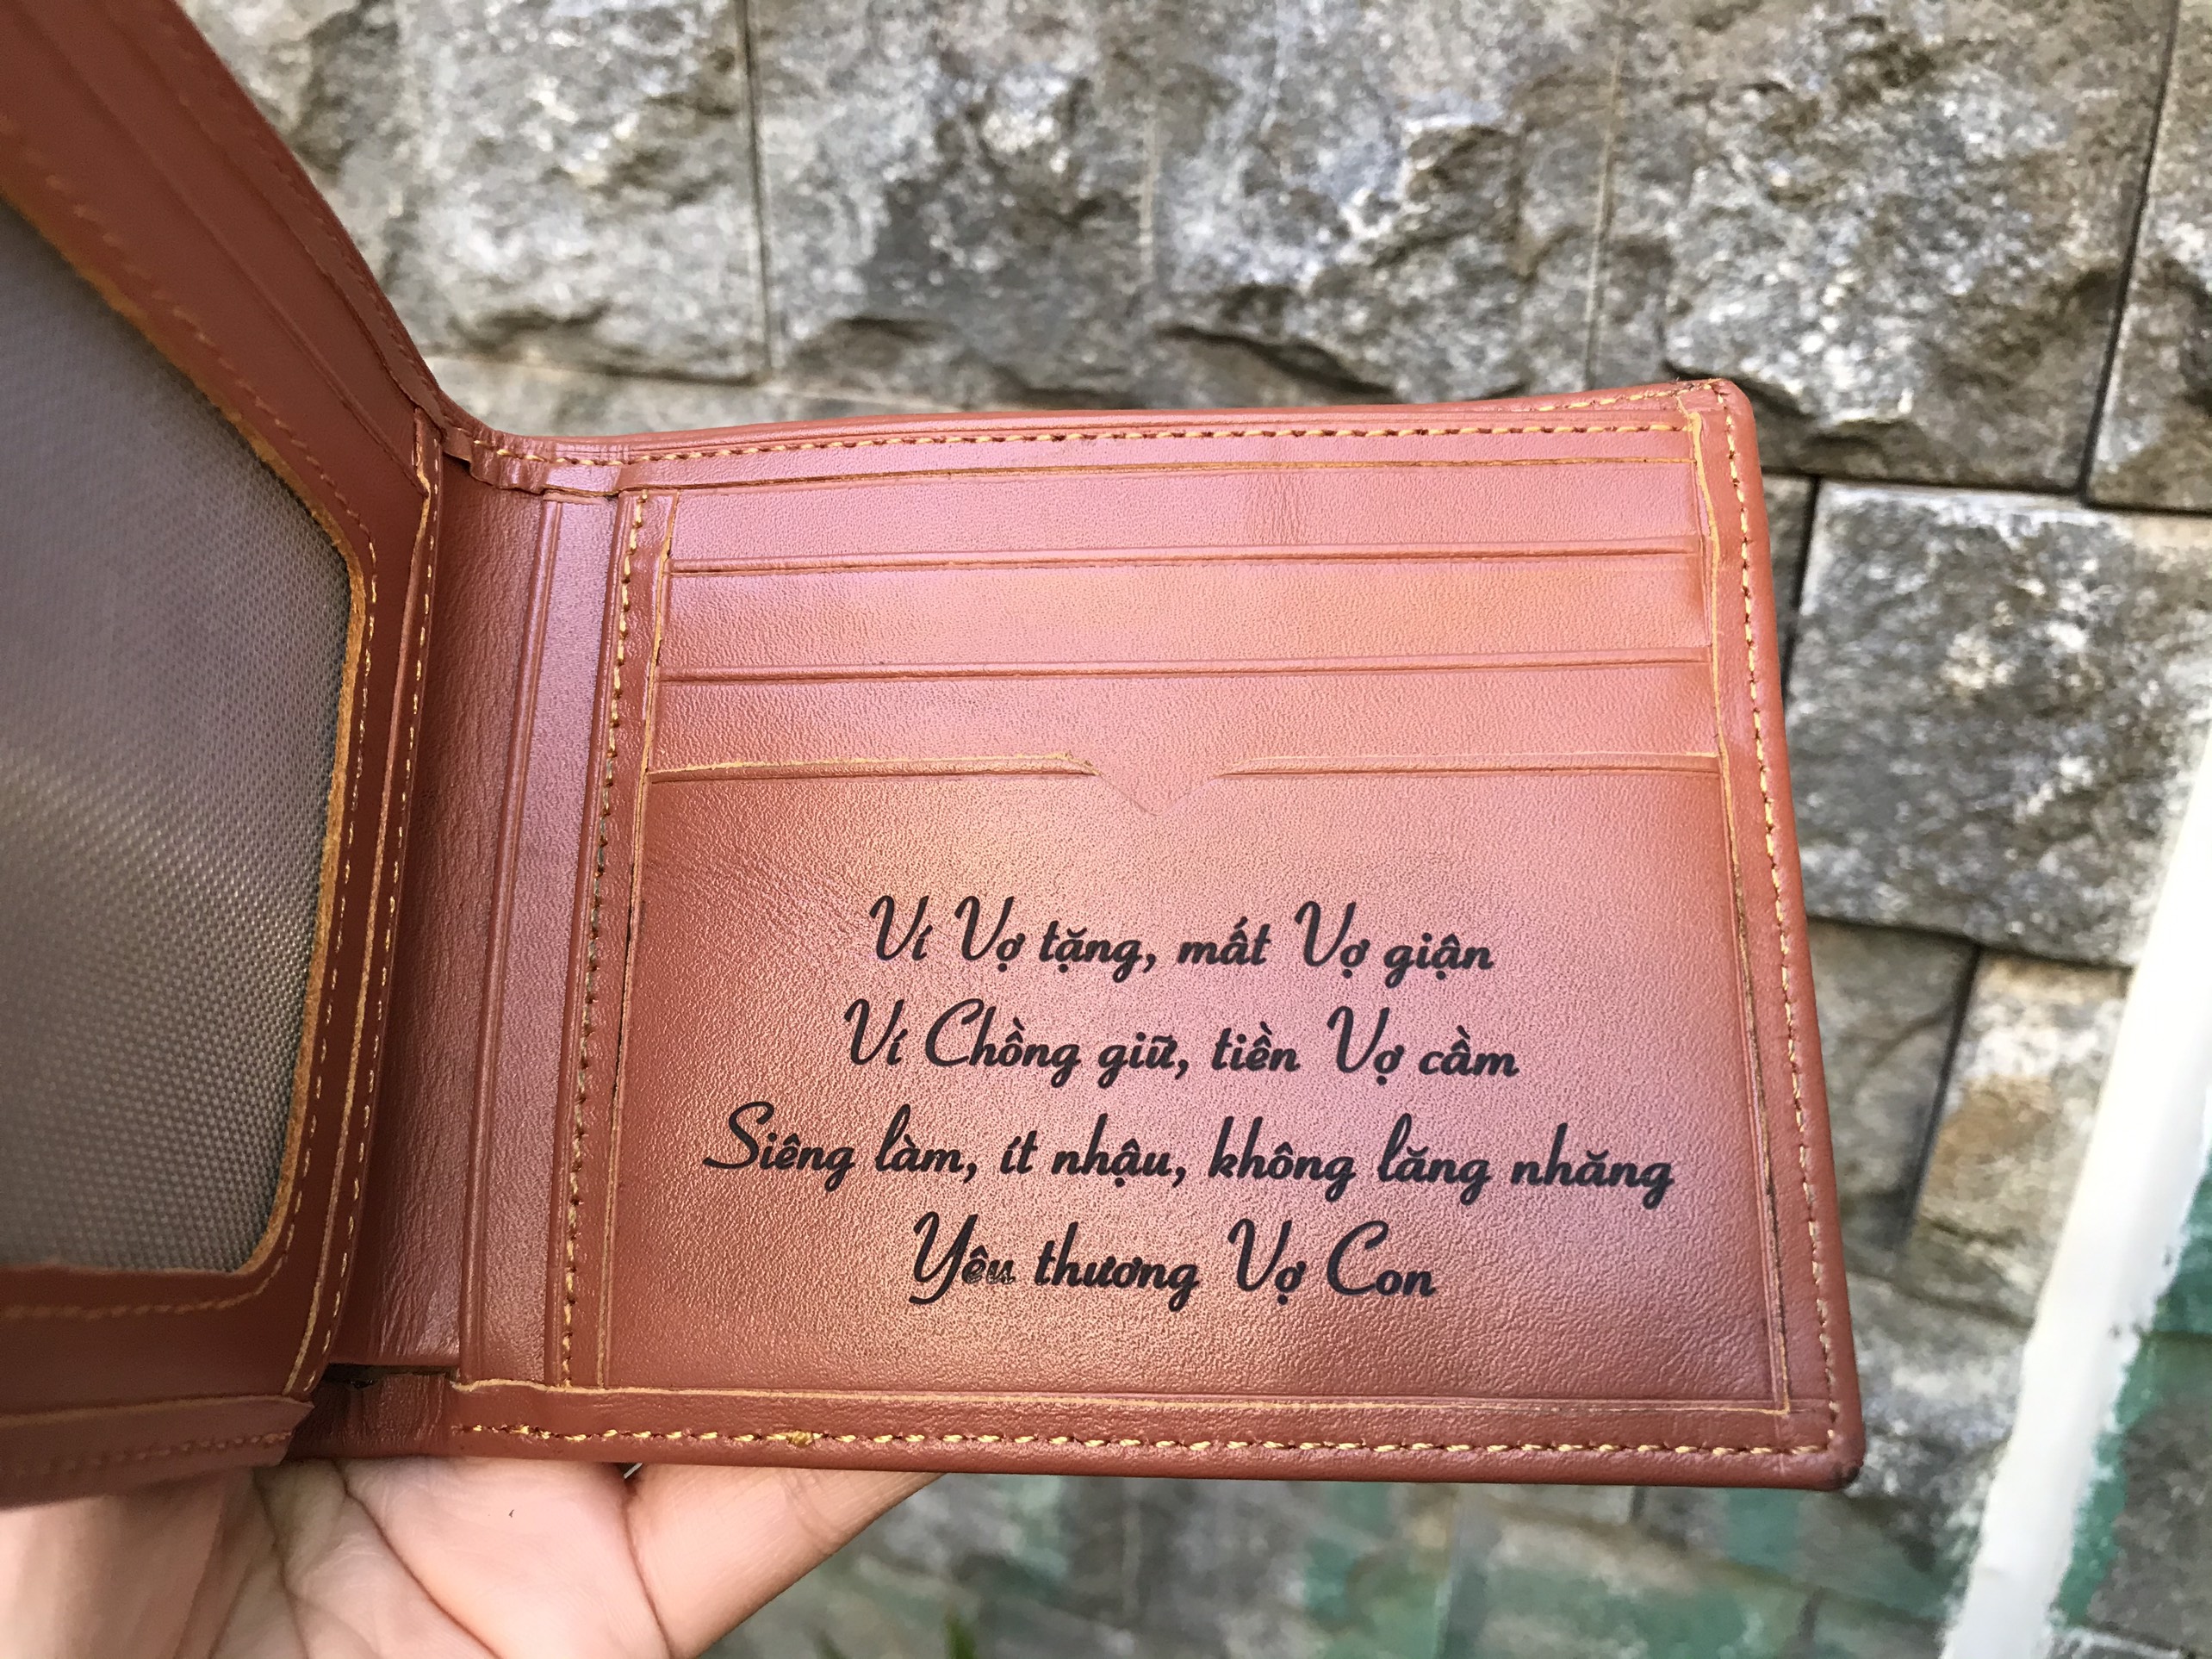 Ví Vợ tặng, mất Vợ giận
Ví Chồng giữ, tiền Vợ cầm
Siêng làm, ít nhậu, không lăng nhăng
Yêu thương Vợ Con